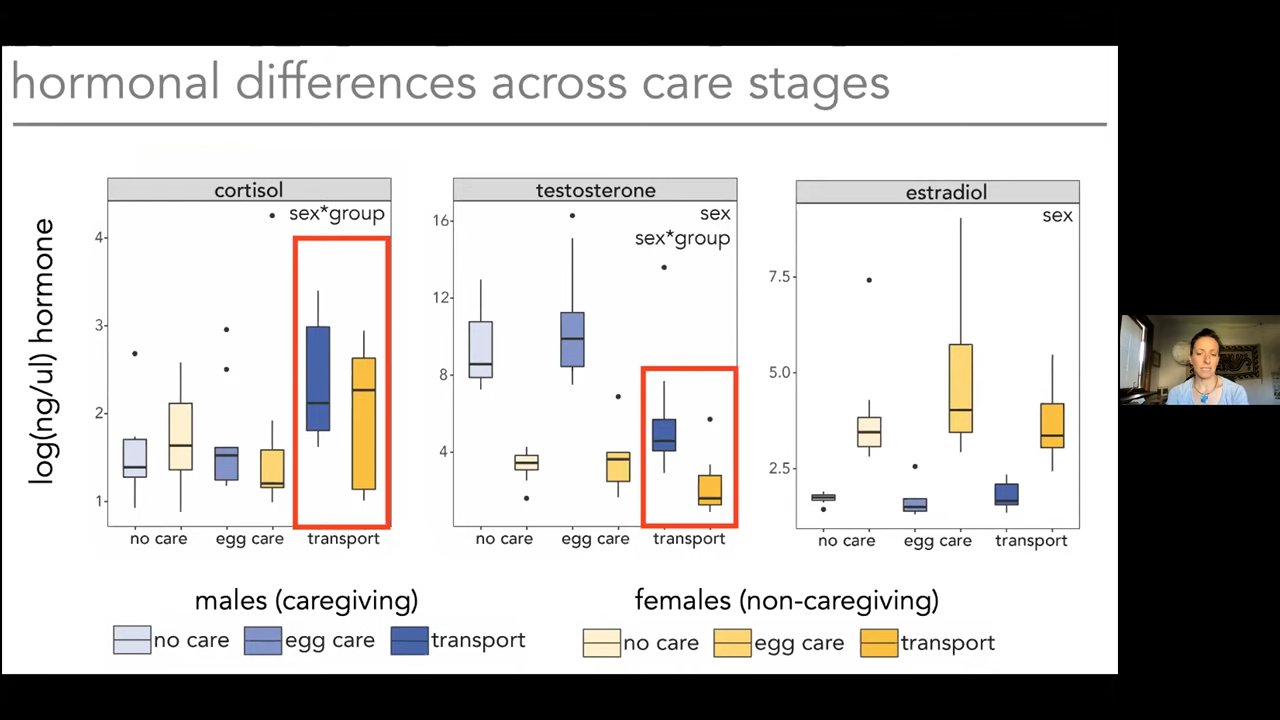 hormonal differences across care stages
log(ng/ul) hormone
cortisol
sex*group
4
3
2
1
no care
egg care
transport
testosterone
sex
sex*group
16
12
8
4
no care
egg care
transport
estradiol
sex
7.5
5.0
2.5
no care
egg care
transport
males (caregiving)
no care
egg care
transport
females (non-caregiving)
no care
egg care
transport